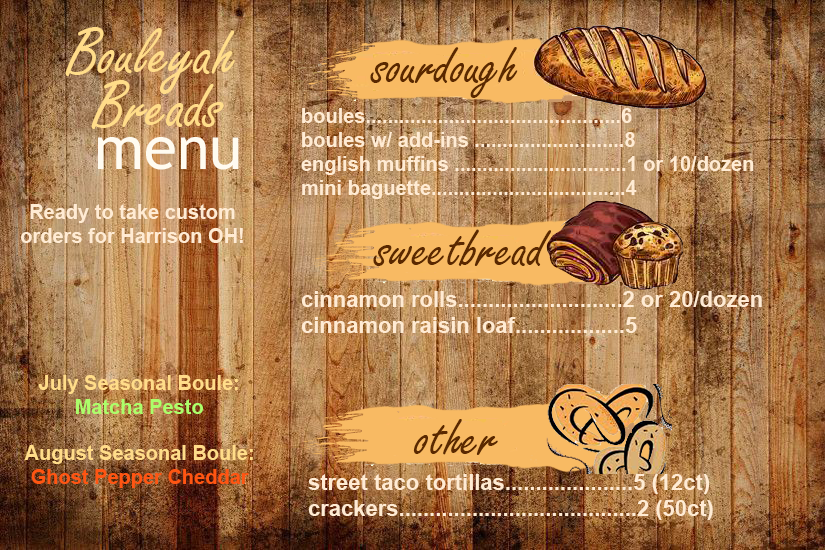 Bouleyah
Breads
menu
Ready to take custom
orders for Harrison OH!
July Seasonal Boule:
Matcha Pesto
August Seasonal Boule:
Ghost Pepper Cheddar
sourdough
boules..........................................6
boules w/ add-ins .........................8
english muffins ............................1 or 10/dozen
mini baguette................................4
sweetbread
cinnamon rolls...........................2 or 20/dozen
cinnamon raisin loaf..................5
other
street taco tortillas.....................5 (12ct)
crackers.......................................2 (50ct)